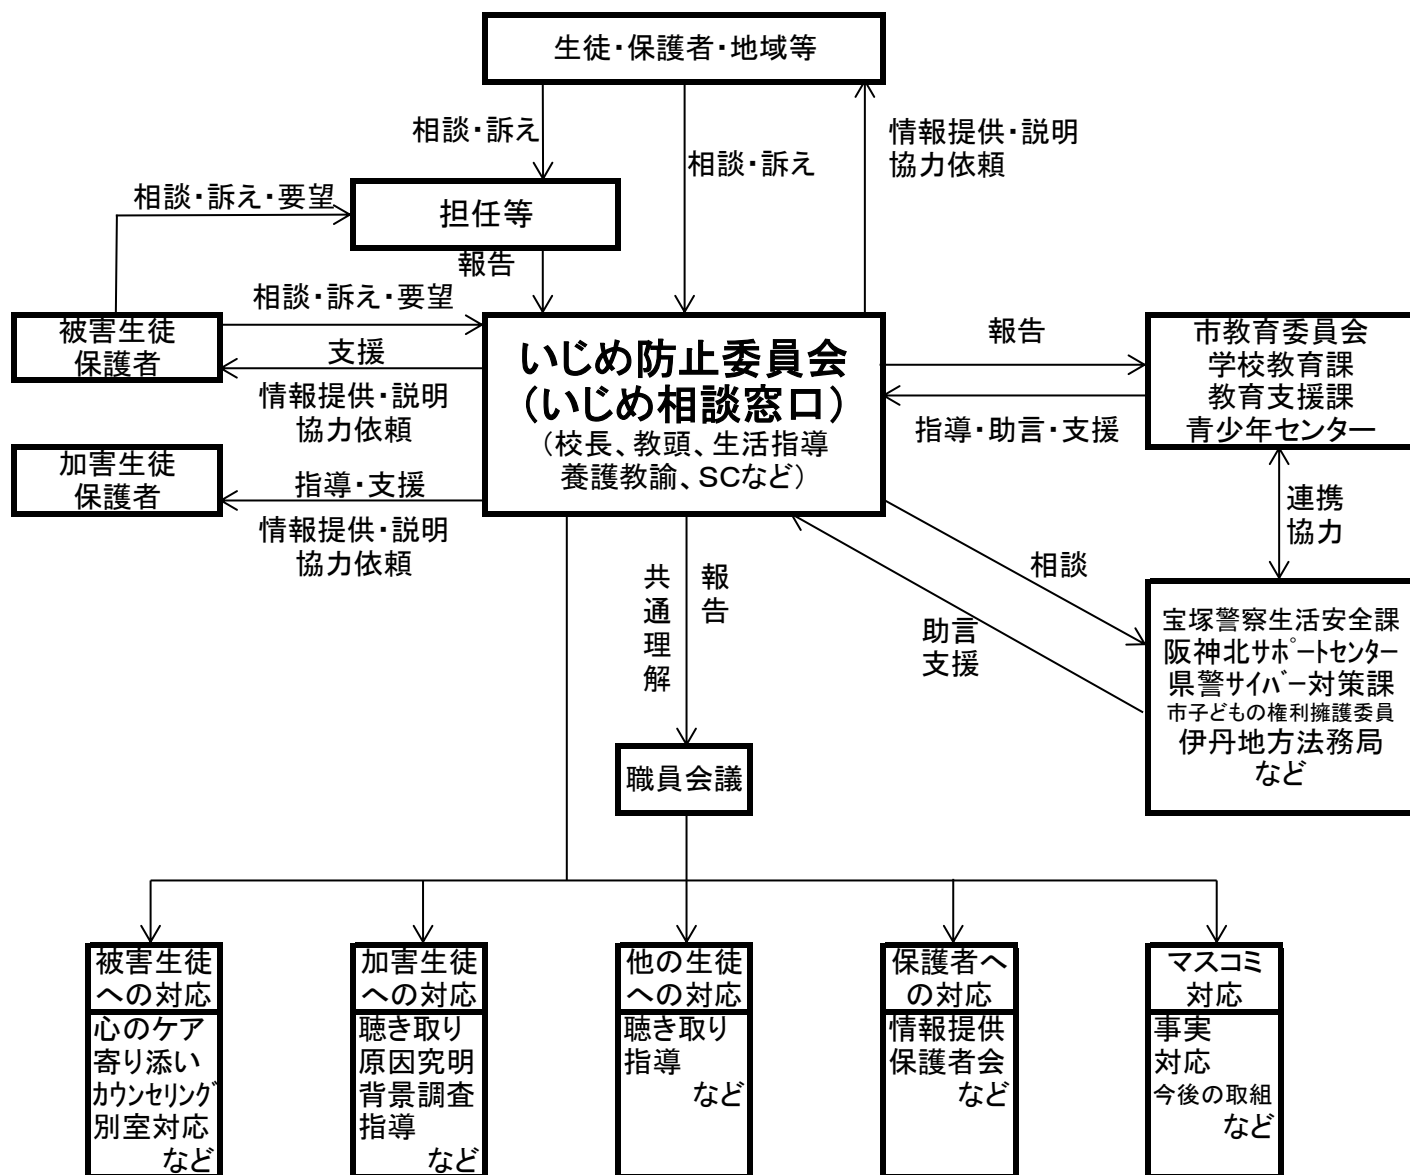 生徒・保護者・地域等
相談・訴え
相談・訴え
情報提供・説明
協力依頼
相談・訴え・要望
担任等
報告
相談・訴え・要望
被害生徒
保護者
支援
情報提供・説明
協力依頼
いじめ防止委員会
（いじめ相談窓口）
（校長、教頭、生活指導
養護教諭、SCなど）
報告
指導・助言・支援
市教育委員会
学校教育課
教育支援課
青少年センター
加害生徒
保護者
指導・支援
情報提供・説明
協力依頼
連携
協力
共通理解
報告
相談
助言
支援
宝塚警察生活安全課
阪神北サポートセンター
県警サイバー対策課
市子どもの権利擁護委員
伊丹地方法務局
など
職員会議
被害生徒
への対応
心のケア
寄り添い
カウンセリング
別室対応
など
加害生徒
への対応
聴き取り
原因究明
背景調査
指導
など
他の生徒
への対応
聴き取り
指導
など
保護者へ
の対応
情報提供
保護者会
など
マスコミ
対応
事実
対応
今後の取組
など